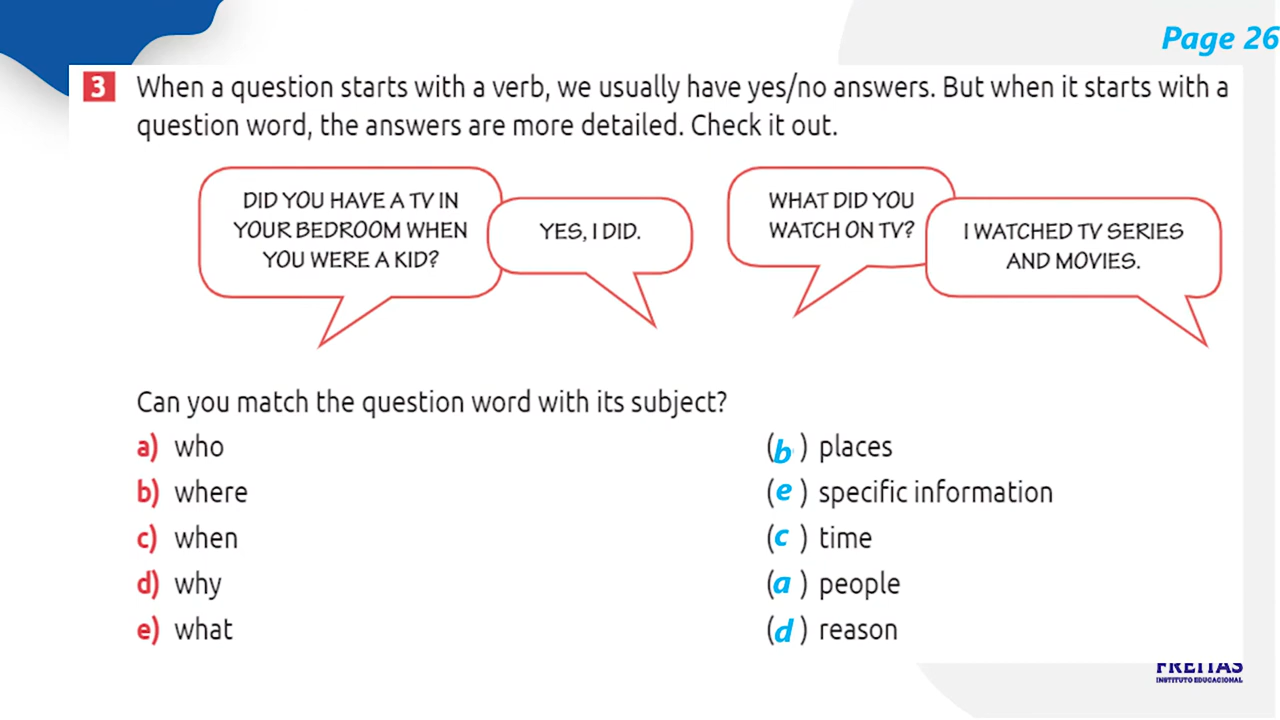 Page 26
3 When a question starts with a verb, we usually have yes/no answers. But when it starts with a
question word, the answers are more detailed. Check it out.
DID YOU HAVE A TV IN
YOUR BEDROOM WHEN
YOU WERE A KID?
YES, I DID.
WHAT DID YOU
WATCH ON TV?
I WATCHED TV SERIES
AND MOVIES.
Can you match the question word with its subject?
a) who
b) where
c) when
d) why
e) what
(b) places
(e) specific information
(c) time
(a) people
(d) reason
FREITAS
INSTITUTO EDUCACIONAL